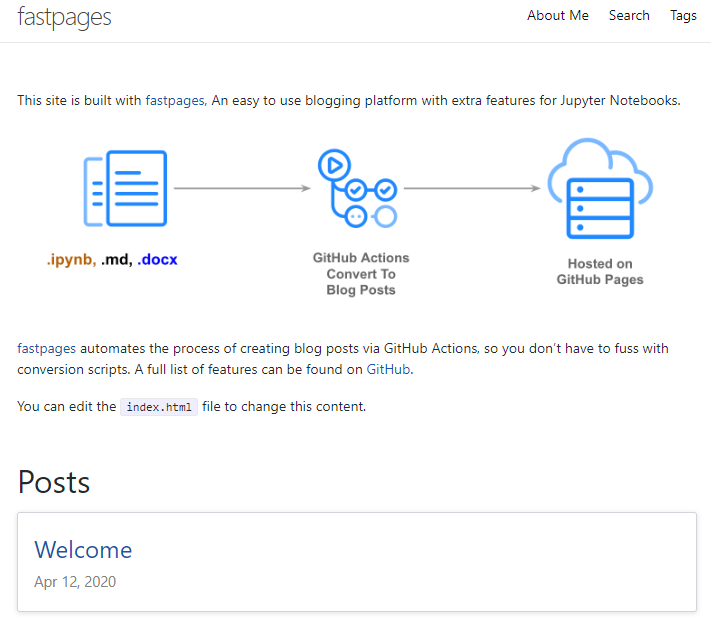 fastpages
About Me Search Tags
This site is built with fastpages, An easy to use blogging platform with extra features for Jupyter Notebooks.
.ipynb, .md, .docx
GitHub Actions
Convert To
Blog Posts
Hosted on
GitHub Pages
fastpages automates the process of creating blog posts via GitHub Actions, so you don't have to fuss with
conversion scripts. A full list of features can be found on GitHub.
You can edit the index.html file to change this content.
Posts
Welcome
Apr 12, 2020